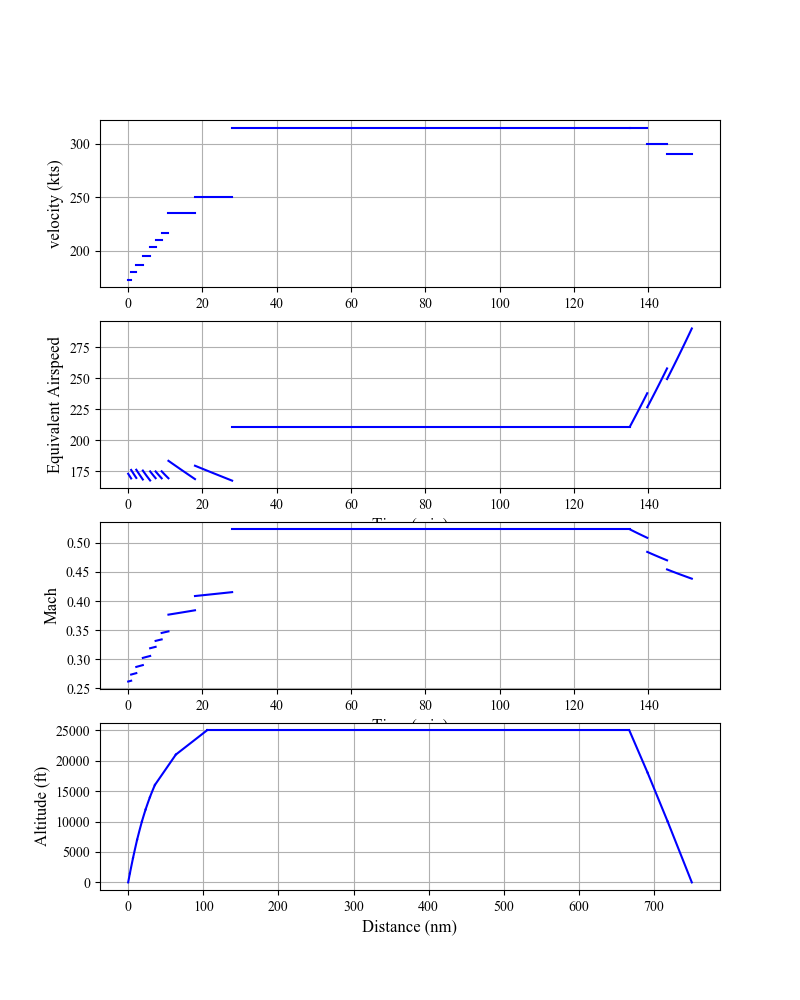 velocity (kts)
300
250
200
0 20 40 60 80 100 120 140
Equivalent Airspeed
275
250
225
200
175
0 20 40 60 80 100 120 140
Mach
0.50
0.45
0.40
0.35
0.30
0.25
0 20 40 60 80 100 120 140
Altitude (ft)
25000
20000
15000
10000
5000
0
0 100 200 300 400 500 600 700
Distance (nm)